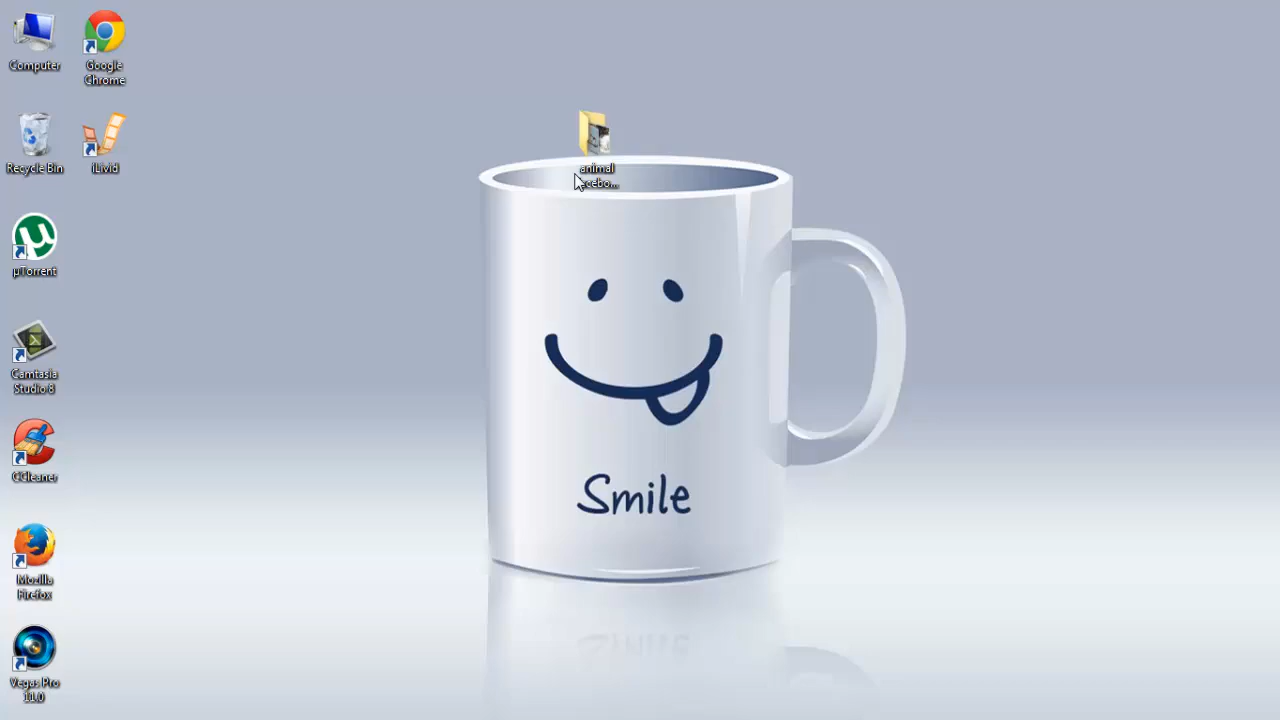 Computer
Google
Chrome
Recycle Bin
iLivid
µTorrent
Camtasia
Studio 8
CCleaner
Mozilla
Firefox
Vegas Pro
11.0
animal
Smile